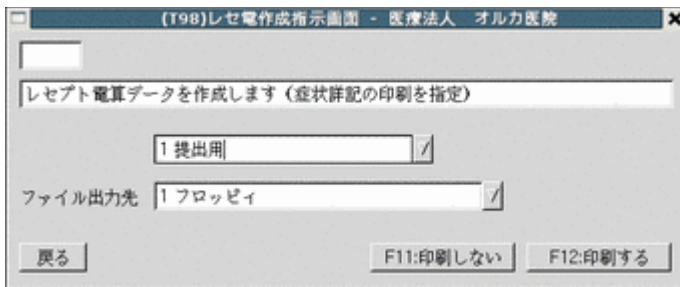 (T98)レセ電作成指示画面 - 医療法人 オルカ医院
レセプト電算データを作成します（症状詳記の印刷を指定）
1 提出用
ファイル出力先 1 フロッピィ
戻る F11:印刷しない F12:印刷する